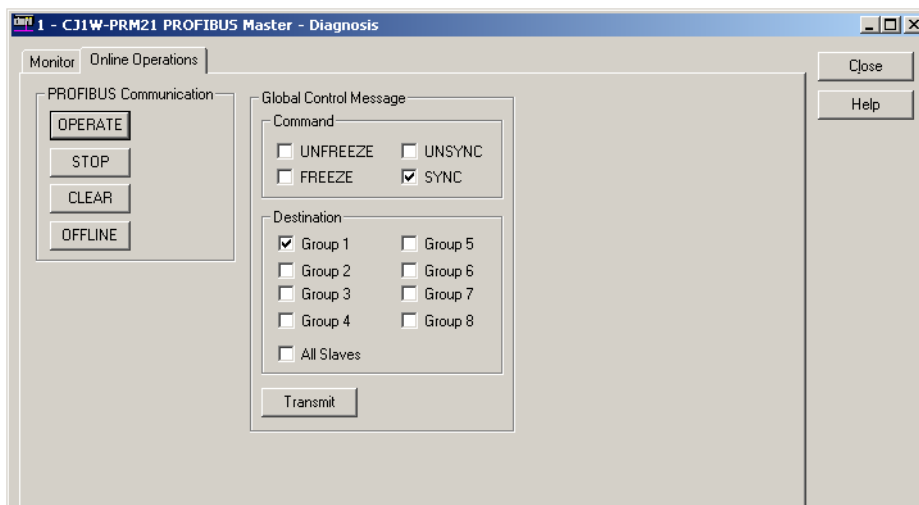 1 - CJ1W-PRM21 PROFIBUS Master - Diagnosis
Monitor
Online Operations
PROFIBUS Communication
OPERATE
STOP
CLEAR
OFFLINE
Global Control Message
Command
UNFREEZE
UNSYNC
FREEZE
SYNC
Destination
Group 1
Group 5
Group 2
Group 6
Group 3
Group 7
Group 4
Group 8
All Slaves
Transmit
Close
Help